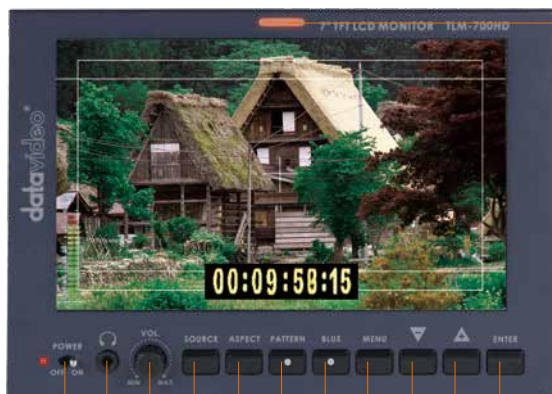 7" TFT LCD MONITOR TLM-700HD
datavideo®
00:09:58:15
POWER
OFF ON
VOL.
MIN MAX
SOURCE
ASPECT
PATTERN
BLUE
MENU
ENTER